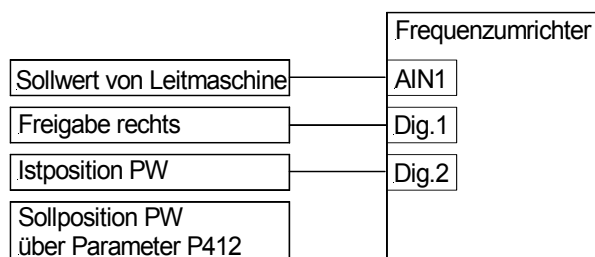 Frequenzumrichter
Sollwert von Leitmaschine
AIN1
Freigabe rechts
Dig.1
Istposition PW
Dig.2
Sollposition PW
über Parameter P412